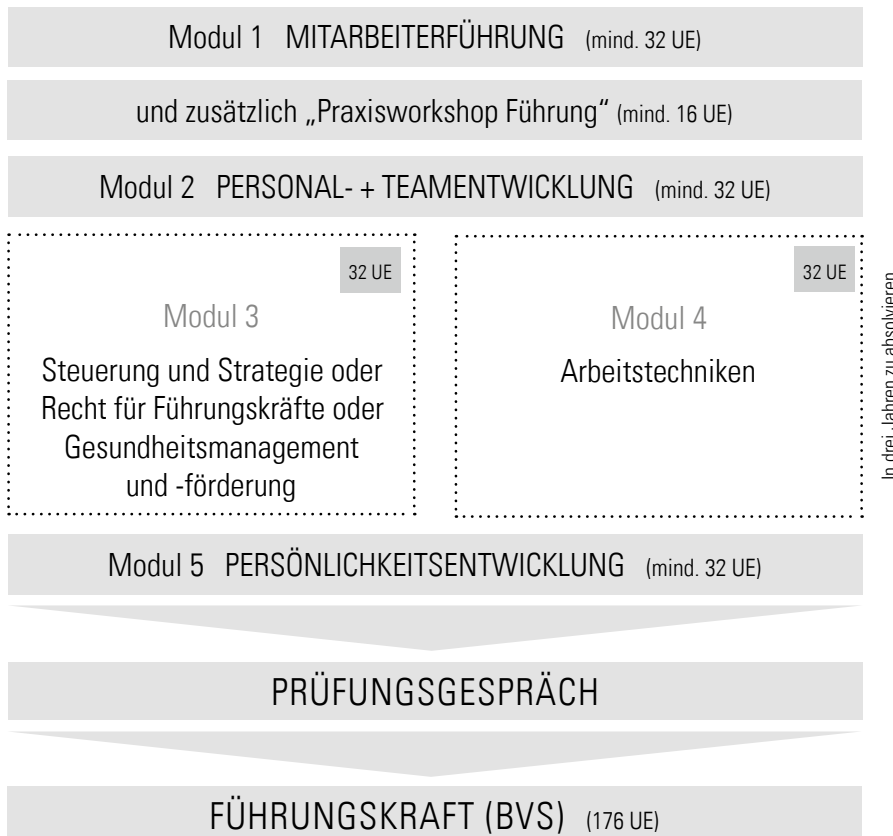 Modul 1 MITARBEITERFÜHRUNG (mind. 32 UE)
und zusätzlich „Praxisworkshop Führung“ (mind. 16 UE)
Modul 2 PERSONAL- + TEAMENTWICKLUNG (mind. 32 UE)
32 UE
Modul 3
Steuerung und Strategie oder
Recht für Führungskräfte oder
Gesundheitsmanagement
und -förderung
32 UE
Modul 4
Arbeitstechniken
In drei Jahren zu absolvieren
Modul 5 PERSÖNLICHKEITSENTWICKLUNG (mind. 32 UE)
PRÜFUNGSGESPRÄCH
FÜHRUNGSKRAFT (BVS) (176 UE)